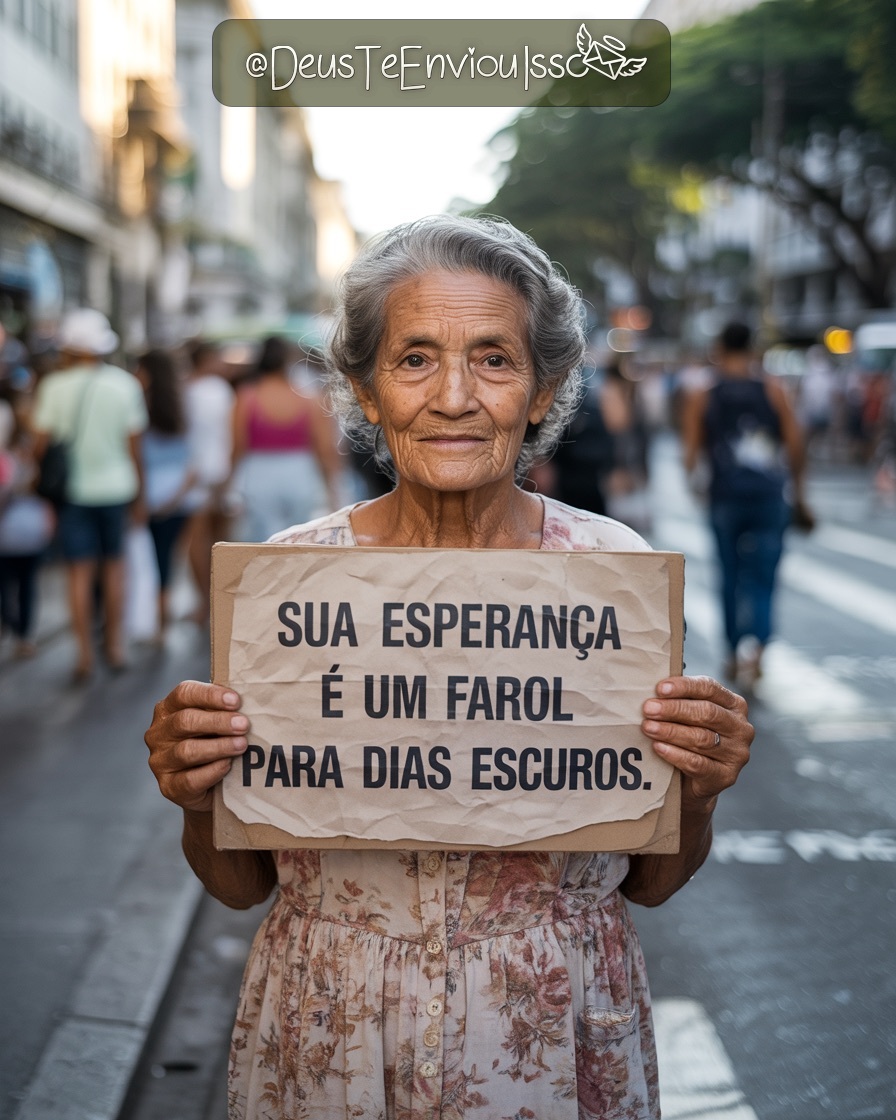 @DeusTeEnviouIsso
SUA ESPERANÇA
É UM FAROL
PARA DIAS ESCUROS.